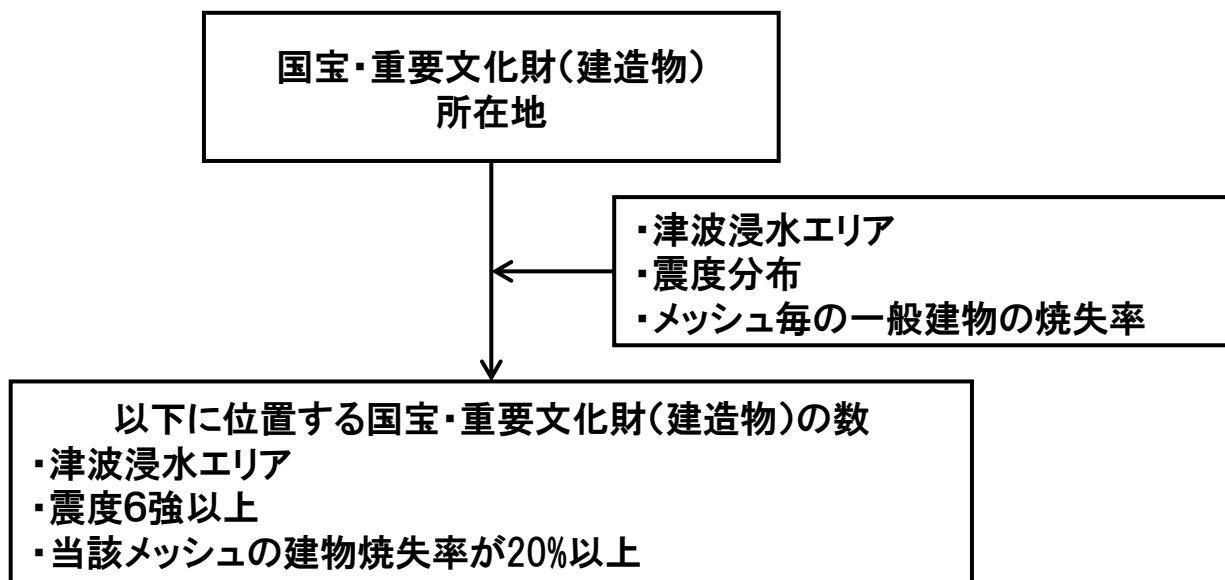 国宝・重要文化財（建造物）
所在地
・津波浸水エリア
・震度分布
・メッシュ毎の一般建物の焼失率
以下に位置する国宝・重要文化財（建造物）の数
・津波浸水エリア
・震度６強以上
・当該メッシュの建物焼失率が20%以上